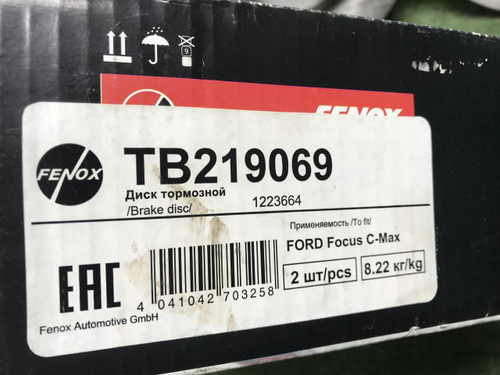 9
FENOX
FENOX
TB219069
Диск тормозной
/Brake disc/ 1223664
Применяемость /To fit/
FORD Focus C-Max
2 шт/pcs 8.22 кг/kg
EAC
4 041042 703258
Fenox Automotive GmbH